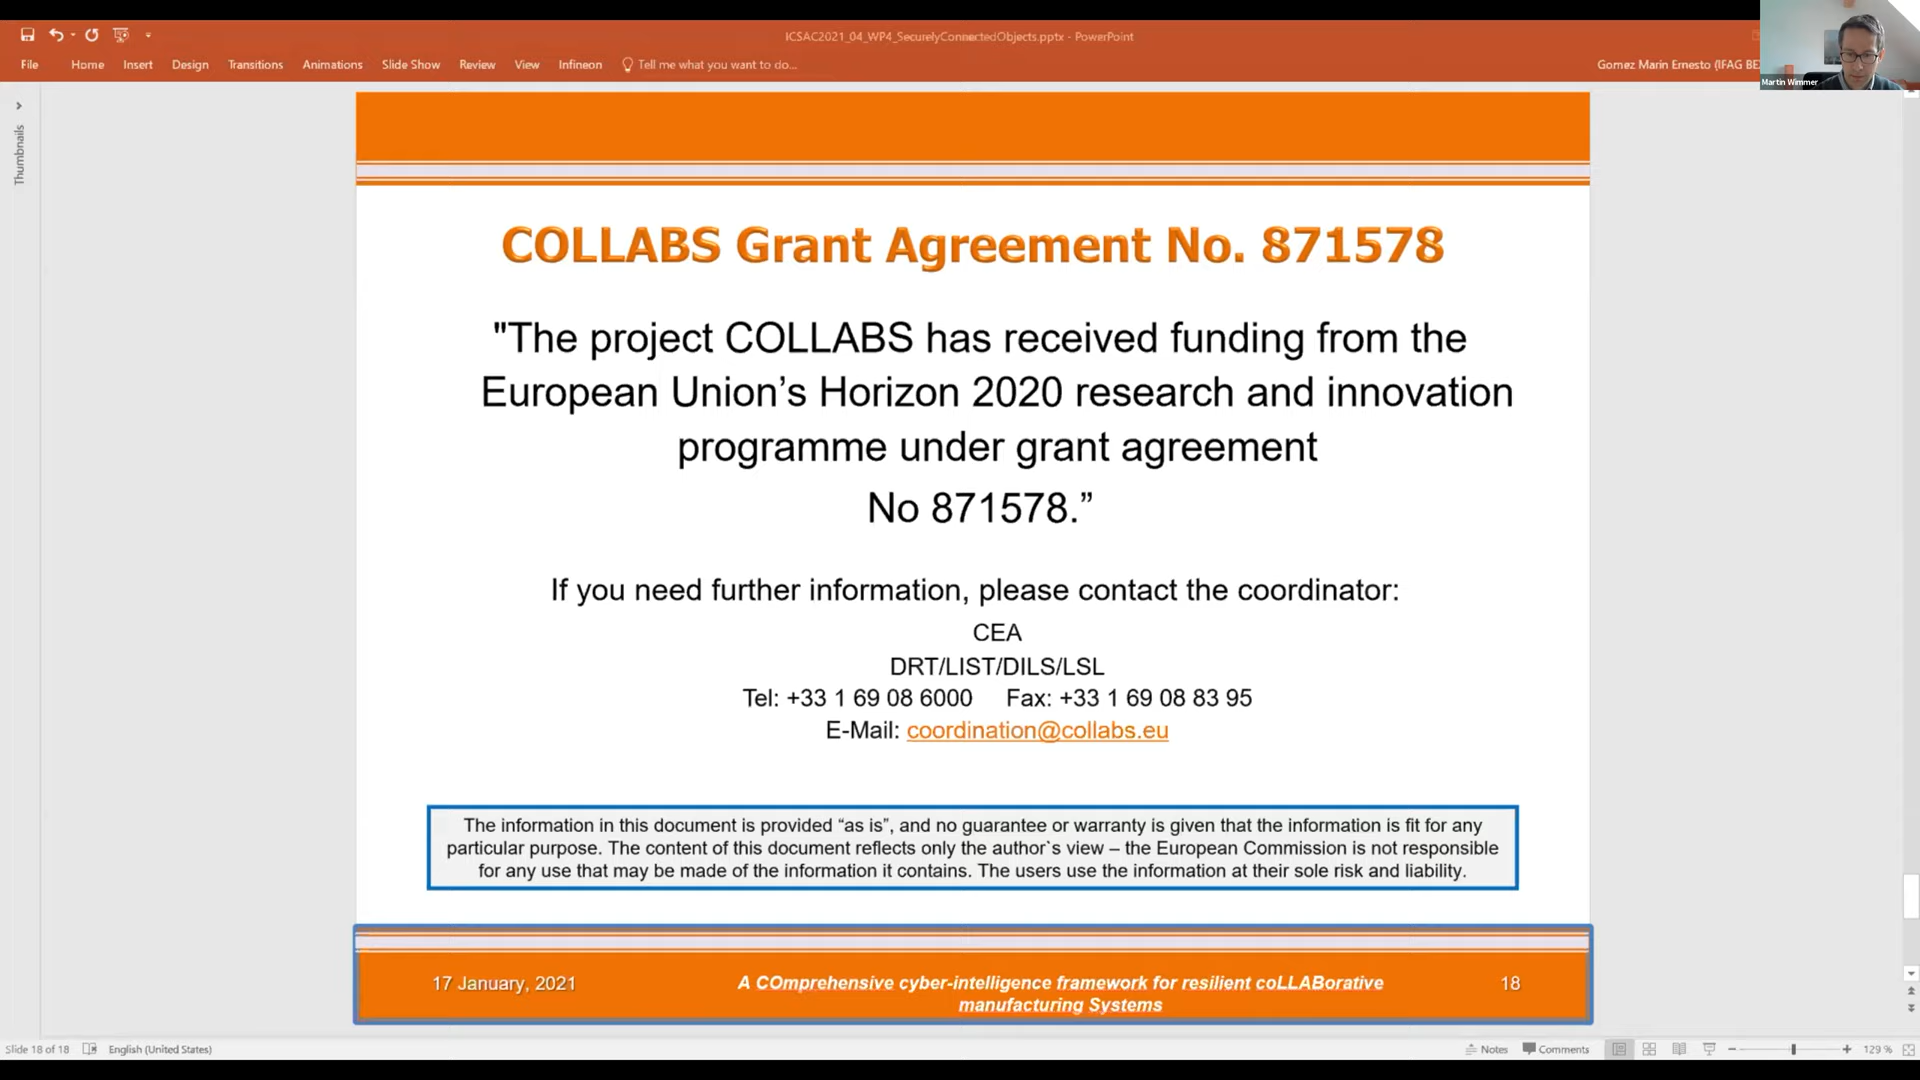 ICSAC2021_04_WP4_SecurelyConnectedObjects.pptx - PowerPoint
File Home Insert Design Transitions Animations Slide Show Review View Infineon Tell me what you want to do...
Gomez Marin Ernesto (IFAG BE
Martin Wimmer
Thumbnails
COLLABS Grant Agreement No. 871578
"The project COLLABS has received funding from the
European Union’s Horizon 2020 research and innovation
programme under grant agreement
No 871578.”
If you need further information, please contact the coordinator:
CEA
DRT/LIST/DILS/LSL
Tel: +33 1 69 08 6000 Fax: +33 1 69 08 83 95
E-Mail: coordination@collabs.eu
The information in this document is provided “as is”, and no guarantee or warranty is given that the information is fit for any
particular purpose. The content of this document reflects only the author`s view – the European Commission is not responsible
for any use that may be made of the information it contains. The users use the information at their sole risk and liability.
17 January, 2021
A COmprehensive cyber-intelligence framework for resilient coLLABorative
manufacturing Systems
18
Slide 18 of 18 English (United States)
Notes Comments 129 %